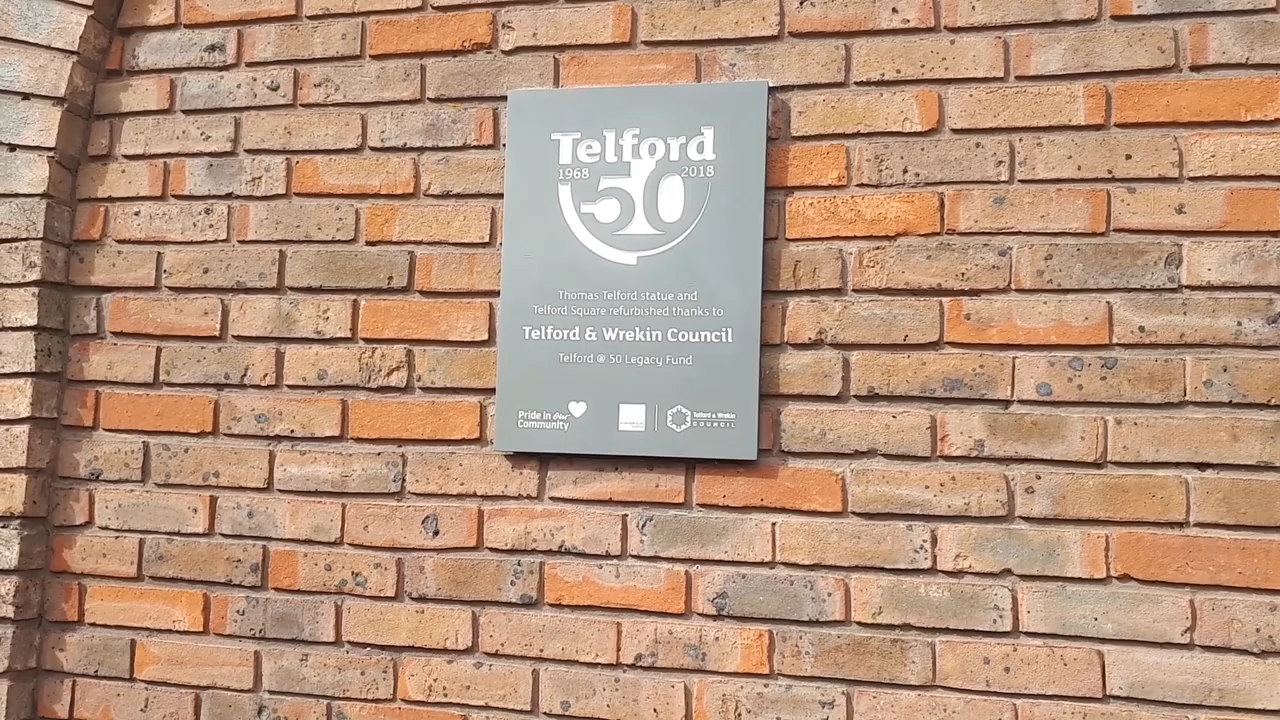 Telford
1968 2018
50
Thomas Telford statue and
Telford Square refurbished thanks to
Telford & Wrekin Council
Telford @ 50 Legacy Fund
Pride in our
Community
Telford & Wrekin
COUNCIL